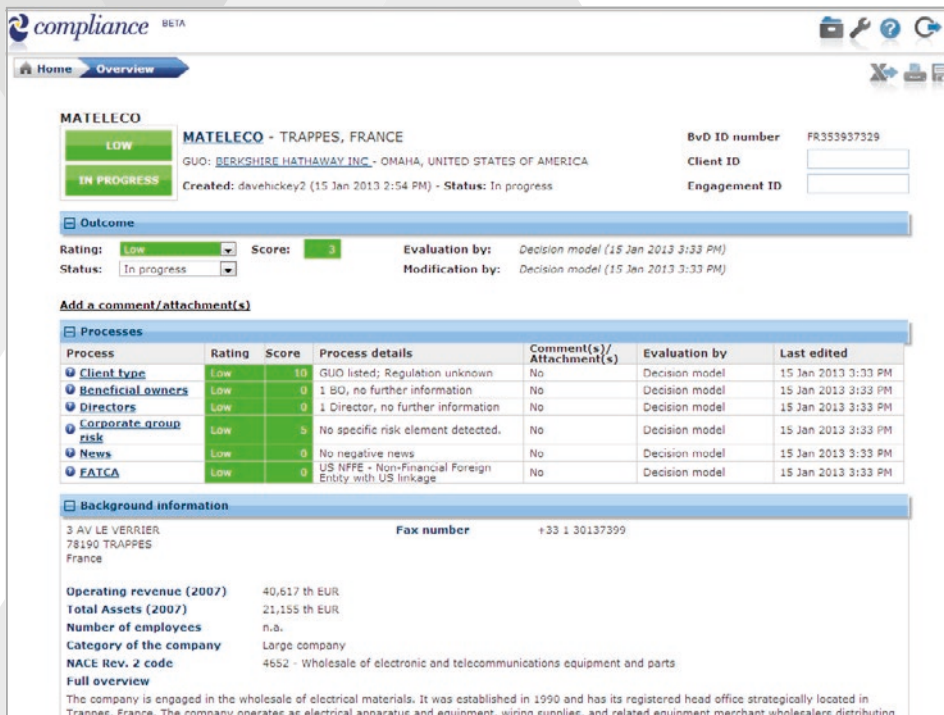 compliance BETA
Home Overview
MATELECO
LOW
IN PROGRESS
MATELECO - TRAPPES, FRANCE
GUO: BERKSHIRE HATHAWAY INC - OMAHA, UNITED STATES OF AMERICA
Created: davehickey2 (15 Jan 2013 2:54 PM) - Status: In progress
BvD ID number FR353937329
Client ID
Engagement ID
Outcome
Rating: Low Score: 3 Evaluation by: Decision model (15 Jan 2013 3:33 PM)
Status: In progress Modification by: Decision model (15 Jan 2013 3:33 PM)
Add a comment/attachment(s)
Processes
Process Rating Score Process details Comment(s)/ Attachment(s) Evaluation by Last edited
Client type Low 10 GUO listed; Regulation unknown No Decision model 15 Jan 2013 3:33 PM
Beneficial owners Low 0 1 BO, no further information No Decision model 15 Jan 2013 3:33 PM
Directors Low 0 1 Director, no further information No Decision model 15 Jan 2013 3:33 PM
Corporate group risk Low 5 No specific risk element detected. No Decision model 15 Jan 2013 3:33 PM
News Low 0 No negative news No Decision model 15 Jan 2013 3:33 PM
FATCA Low 0 US NFFE - Non-Financial Foreign Entity with US linkage No Decision model 15 Jan 2013 3:33 PM
Background information
3 AV LE VERRIER Fax number +33 1 30137399
78190 TRAPPES
France
Operating revenue (2007) 40,617 th EUR
Total Assets (2007) 21,155 th EUR
Number of employees n.a.
Category of the company Large company
NACE Rev. 2 code 4652 - Wholesale of electronic and telecommunications equipment and parts
Full overview
The company is engaged in the wholesale of electrical materials. It was established in 1990 and has its registered head office strategically located in
Trappes, France. The company operates as electrical apparatus and equipment, wiring supplies, and related equipment merchant wholesalers distributing